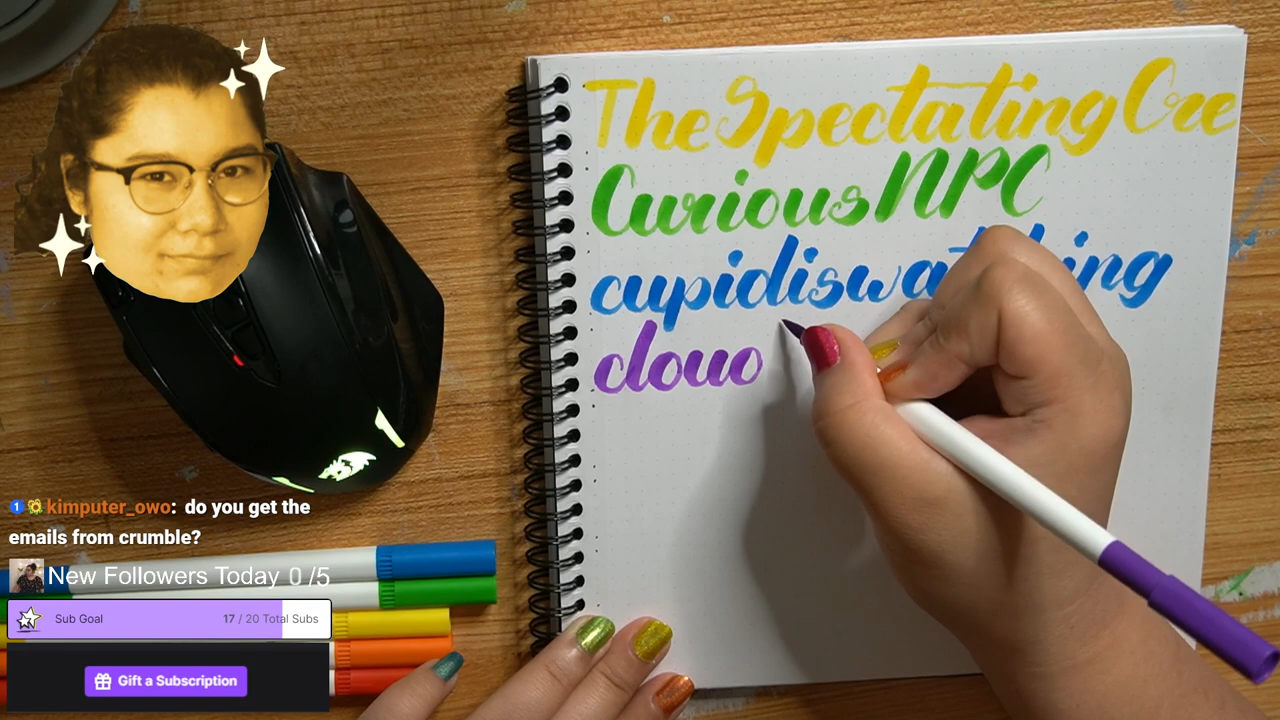 TheSpectatingCre
CuriousNPC
cupidiswatching
clouo
kimputer_owo: do you get the
emails from crumble?
New Followers Today 0 /5
Sub Goal 17 / 20 Total Subs
Gift a Subscription